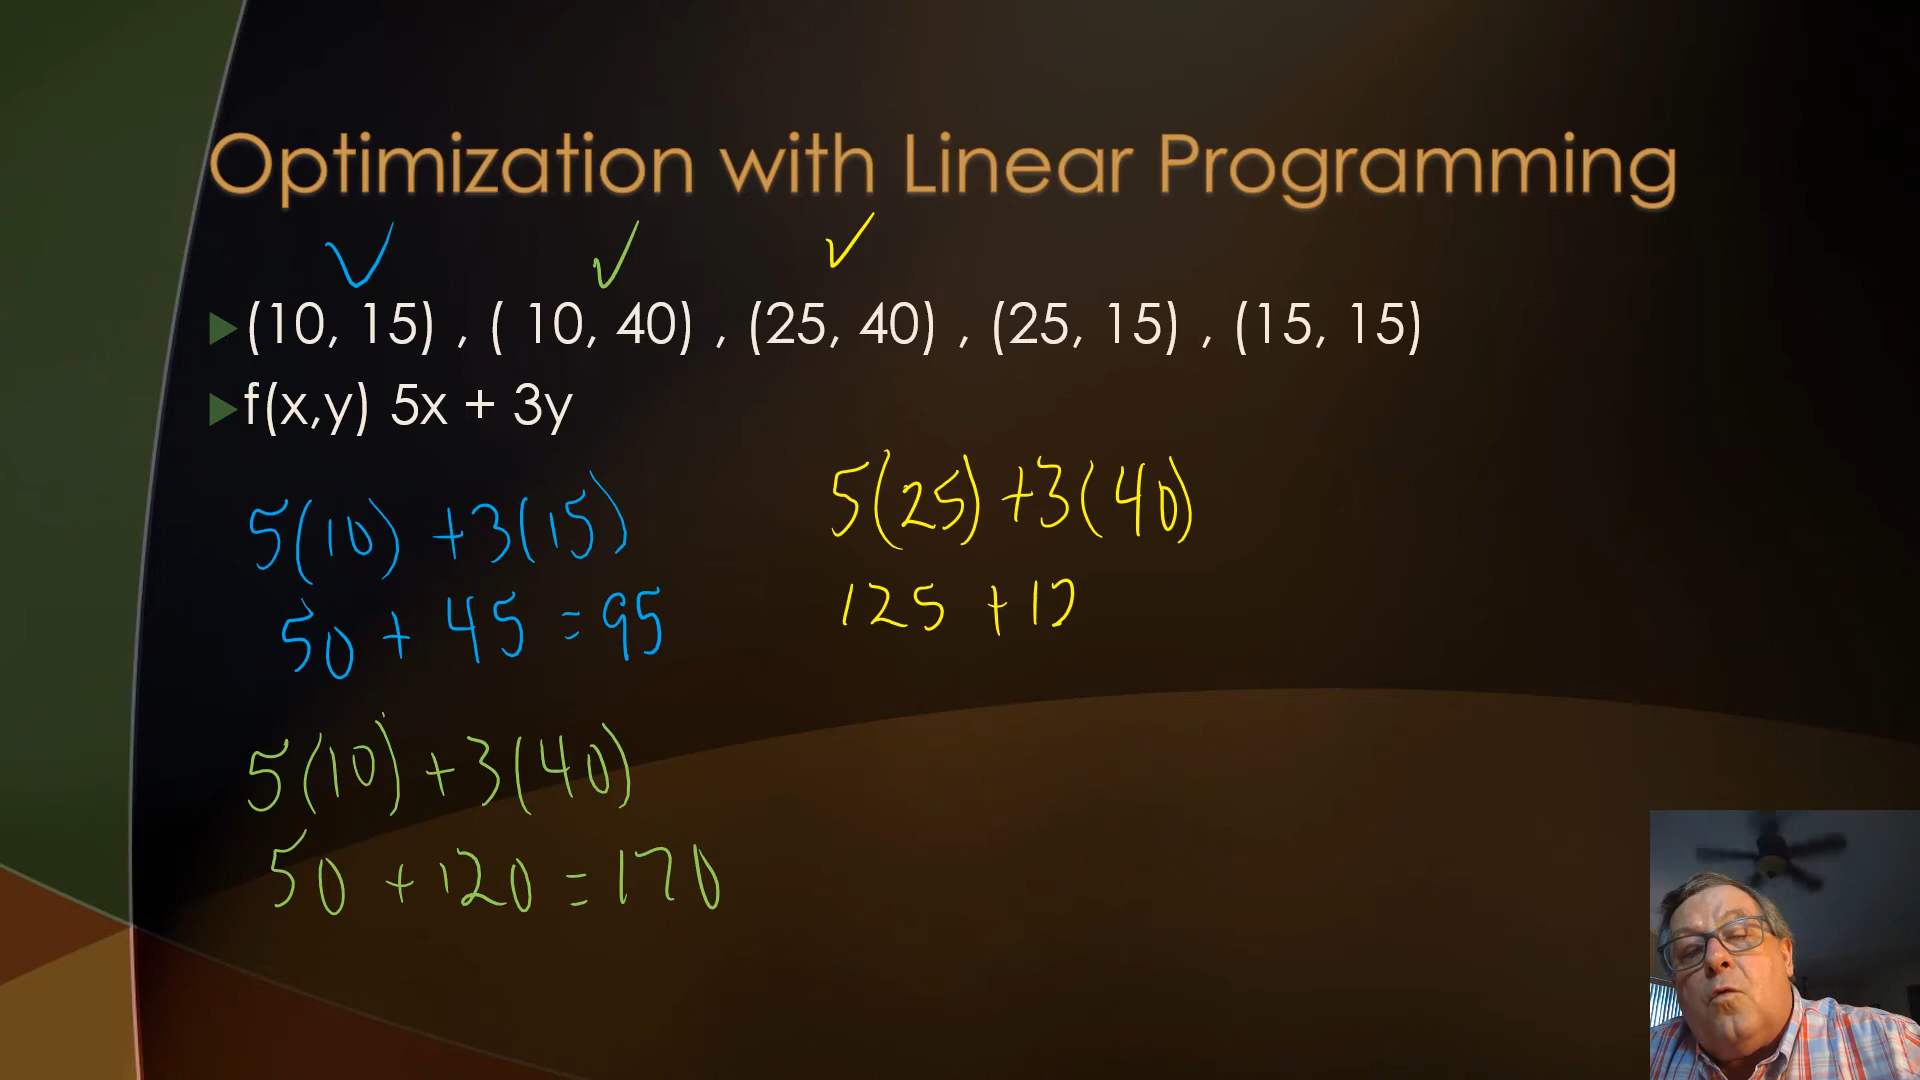 Optimization with Linear Programming
(10, 15) , ( 10, 40) , (25, 40) , (25, 15) , (15, 15)
f(x,y) 5x + 3y
5(10) +3(15)
50 + 45 = 95
5(10) +3(40)
50 +120 = 170
5(25) +3(40)
125 +12